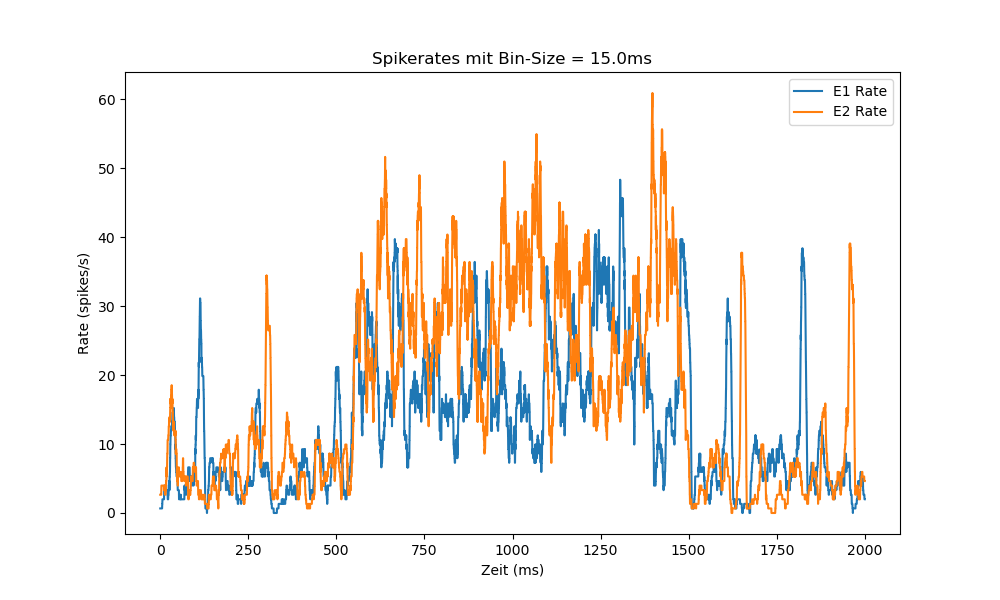 Spikerates mit Bin-Size = 15.0ms
E1 Rate
E2 Rate
60
50
40
30
20
10
0
Rate (spikes/s)
0 250 500 750 1000 1250 1500 1750 2000
Zeit (ms)